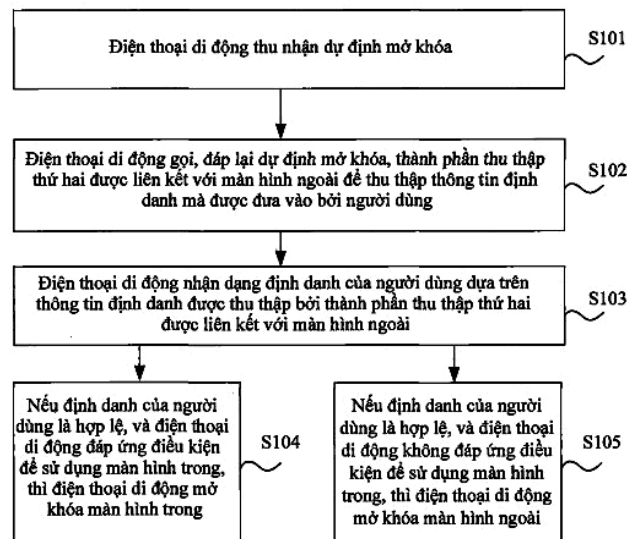 Điện thoại di động thu nhận dự định mở khóa
S101
Điện thoại di động gọi, đáp lại dự định mở khóa, thành phần thu thập
thứ hai được liên kết với màn hình ngoài để thu thập thông tin định
danh mà được đưa vào bởi người dùng
S102
Điện thoại di động nhận dạng định danh của người dùng dựa trên
thông tin định danh được thu thập bởi thành phần thu thập thứ hai
được liên kết với màn hình ngoài
S103
Nếu định danh của người
dùng là hợp lệ, và điện thoại
di động đáp ứng điều kiện
để sử dụng màn hình trong,
thì điện thoại di động mở
khóa màn hình trong
S104
Nếu định danh của người
dùng là hợp lệ, và điện thoại
di động không đáp ứng điều
kiện để sử dụng màn hình
trong, thì điện thoại di động
mở khóa màn hình ngoài
S105